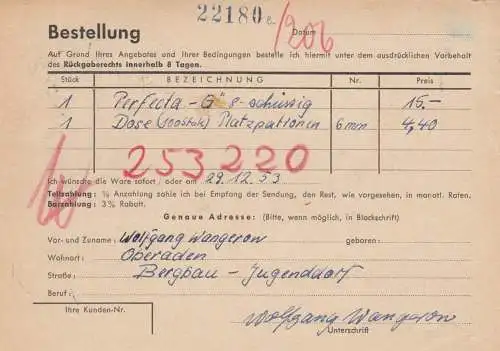 22180 e.
/206
Bestellung Datum
Auf Grund Ihres Angebotes und Ihrer Bedingungen bestelle ich hiermit unter dem ausdrücklichen Vorbehalt
des Rückgaberechts innerhalb 8 Tagen.
Stück BEZEICHNUNG Nr. Preis
1 Perfecta - G" 8-schüssig 15.-
1 Dose (100Stck) Platzpatronen 6mm 4,40
253220
Ich wünsche die Ware sofort, oder am 29.12.53
Teilzahlung: ⅕ Anzahlung zahle ich bei Empfang der Sendung, den Rest, wie vorgesehen, in monatl. Raten.
Barzahlung: 3% Rabatt.
Genaue Adresse: (Bitte, wenn möglich, in Blockschrift)
Vor- und Zuname: Wolfgang Wangerow geboren:
Wohnort: Oberaden
Straße: Bergbau - Jugenddorf
Beruf:
Ihre Kunden-Nr.
Wolfgang Wangerow
Unterschrift